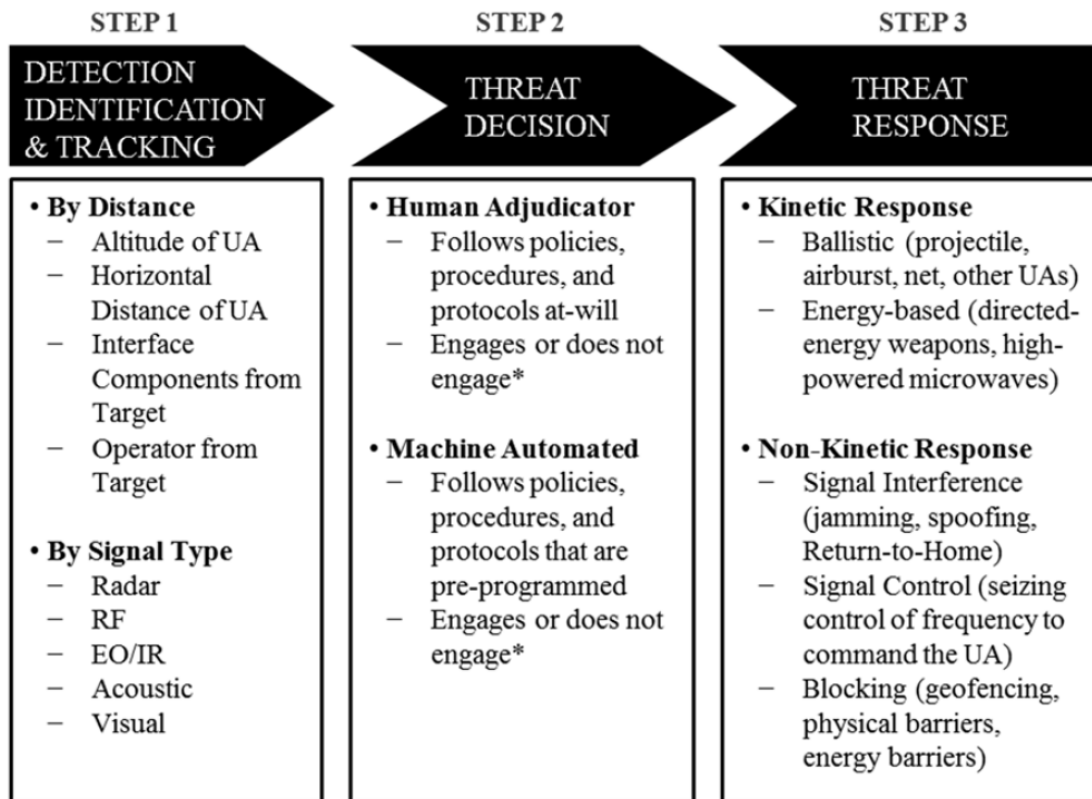 STEP 1
DETECTION
IDENTIFICATION
& TRACKING
• By Distance
– Altitude of UA
– Horizontal
Distance of UA
– Interface
Components from
Target
– Operator from
Target
• By Signal Type
– Radar
– RF
– EO/IR
– Acoustic
– Visual
STEP 2
THREAT
DECISION
• Human Adjudicator
– Follows policies,
procedures, and
protocols at-will
– Engages or does not
engage*
• Machine Automated
– Follows policies,
procedures, and
protocols that are
pre-programmed
– Engages or does not
engage*
STEP 3
THREAT
RESPONSE
• Kinetic Response
– Ballistic (projectile,
airburst, net, other UAs)
– Energy-based (directed-
energy weapons, high-
powered microwaves)
• Non-Kinetic Response
– Signal Interference
(jamming, spoofing,
Return-to-Home)
– Signal Control (seizing
control of frequency to
command the UA)
– Blocking (geofencing,
physical barriers,
energy barriers)